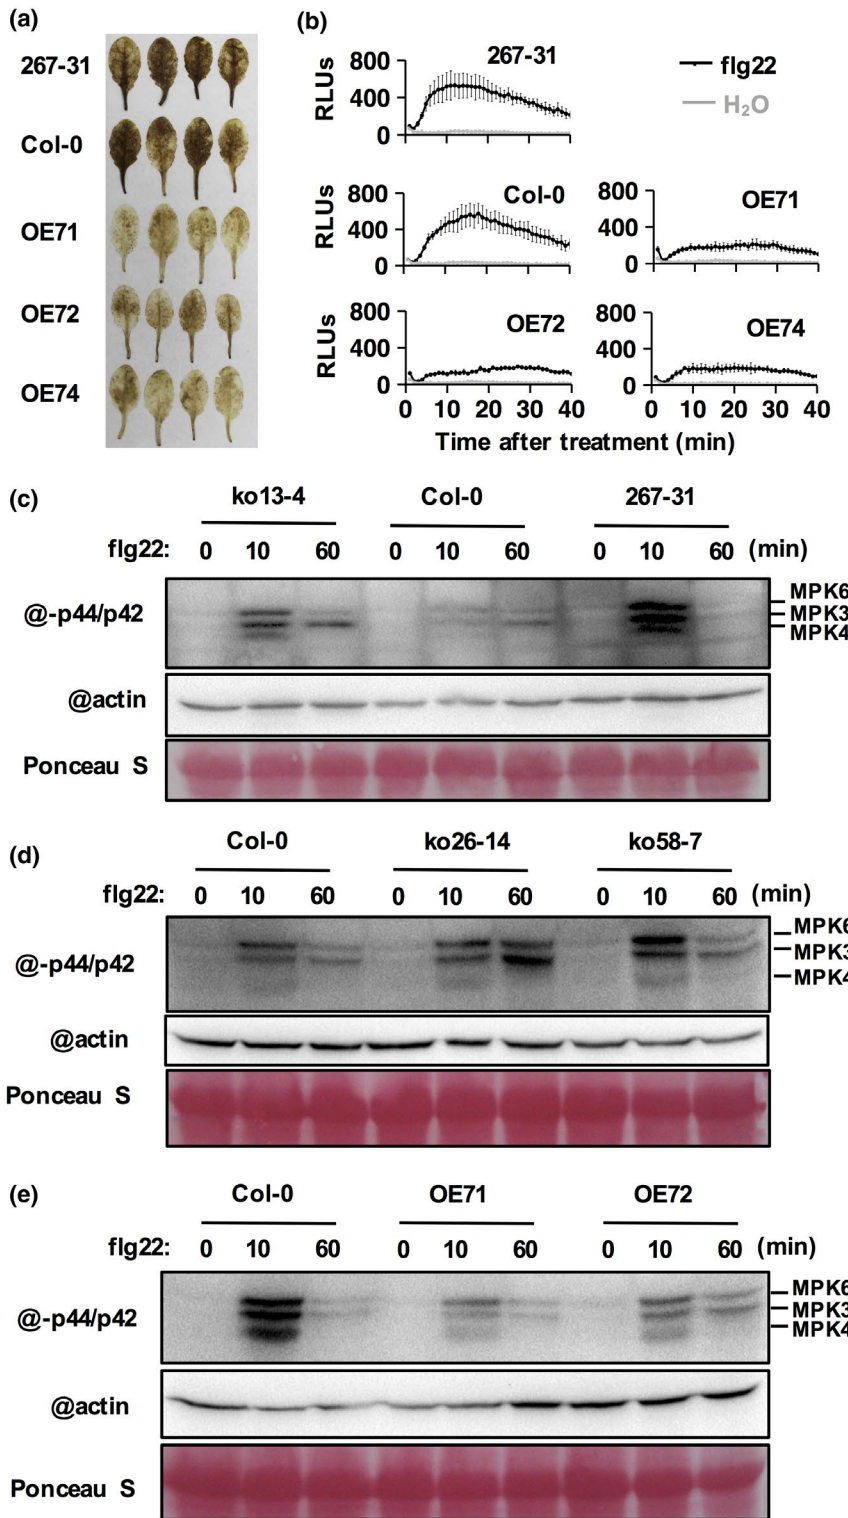 (a)
267-31
Col-0
OE71
OE72
OE74
(b)
267-31
flg22
H₂O
RLUs
800
400
0
Col-0
RLUs
800
400
0
OE71
800
400
0
OE72
RLUs
800
400
0
0 10 20 30 40
OE74
800
400
0
0 10 20 30 40
Time after treatment (min)
(c)
ko13-4 Col-0 267-31
flg22: 0 10 60 0 10 60 0 10 60 (min)
@-p44/p42
MPK6
MPK3
MPK4
@actin
Ponceau S
(d)
Col-0 ko26-14 ko58-7
flg22: 0 10 60 0 10 60 0 10 60 (min)
@-p44/p42
MPK6
MPK3
MPK4
@actin
Ponceau S
(e)
Col-0 OE71 OE72
flg22: 0 10 60 0 10 60 0 10 60 (min)
@-p44/p42
MPK6
MPK3
MPK4
@actin
Ponceau S